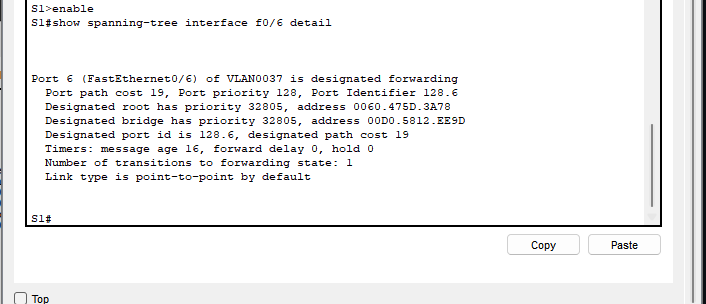 S1>enable
S1#show spanning-tree interface f0/6 detail
Port 6 (FastEthernet0/6) of VLAN0037 is designated forwarding
Port path cost 19, Port priority 128, Port Identifier 128.6
Designated root has priority 32805, address 0060.475D.3A78
Designated bridge has priority 32805, address 00D0.5812.EE9D
Designated port id is 128.6, designated path cost 19
Timers: message age 16, forward delay 0, hold 0
Number of transitions to forwarding state: 1
Link type is point-to-point by default
S1#
Copy Paste
Top